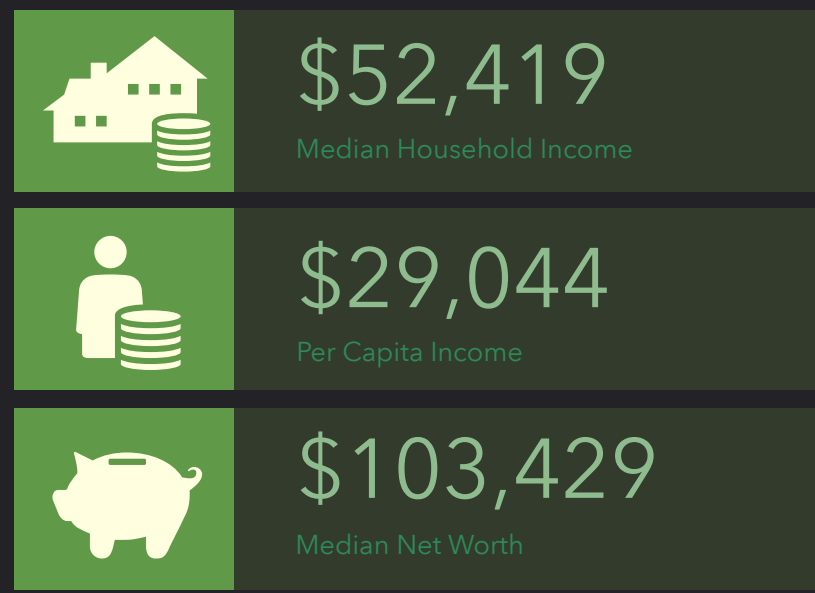 $52,419
Median Household Income
$29,044
Per Capita Income
$103,429
Median Net Worth